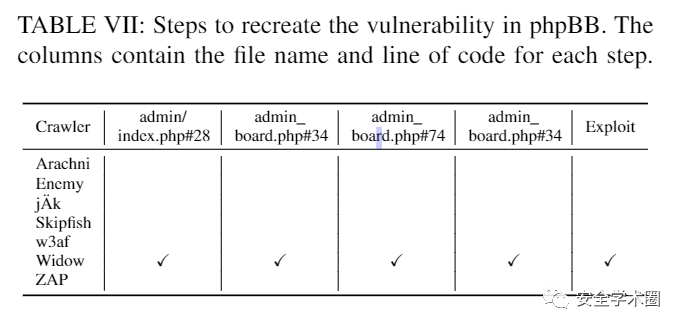 TABLE VII: Steps to recreate the vulnerability in phpBB. The
columns contain the file name and line of code for each step.
Crawler admin/ index.php#28 admin_ board.php#34 admin_ board.php#74 admin_ board.php#34 Exploit
Arachni
Enemy
jÄk
Skipfish
w3af
Widow ✓ ✓ ✓ ✓ ✓
ZAP
安全学术圈